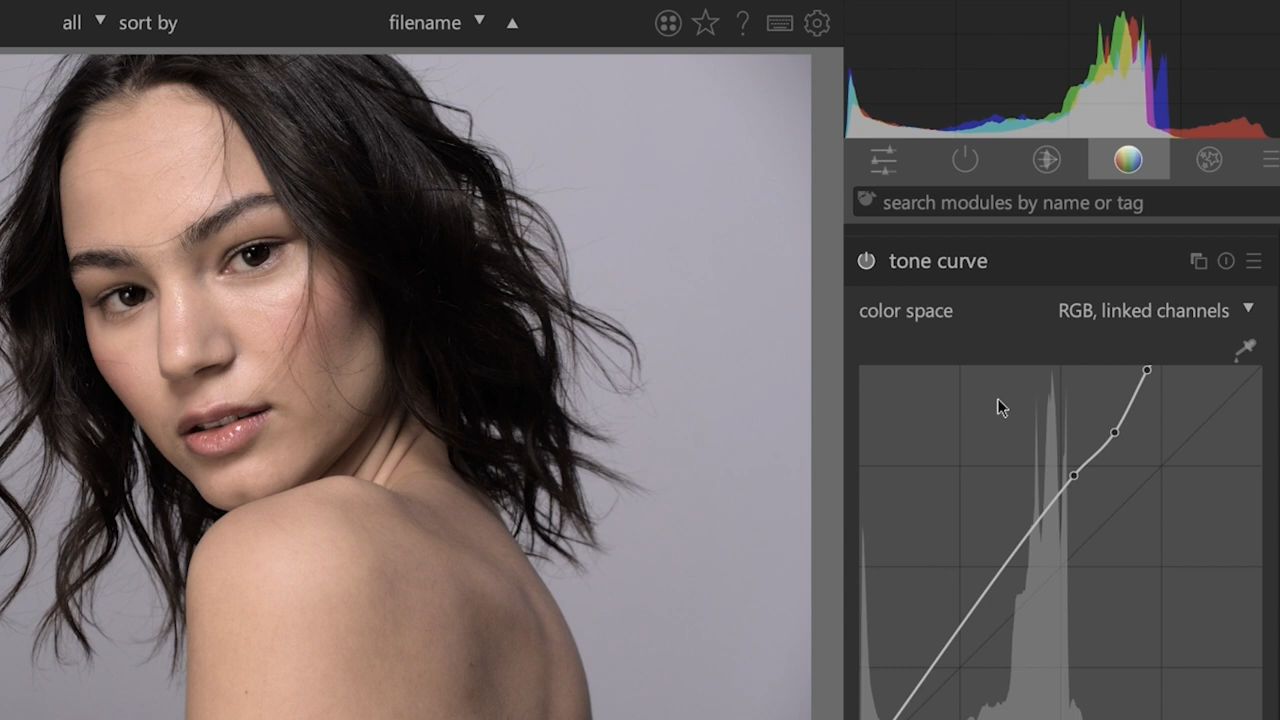 all sort by filename
search modules by name or tag
tone curve
color space RGB, linked channels